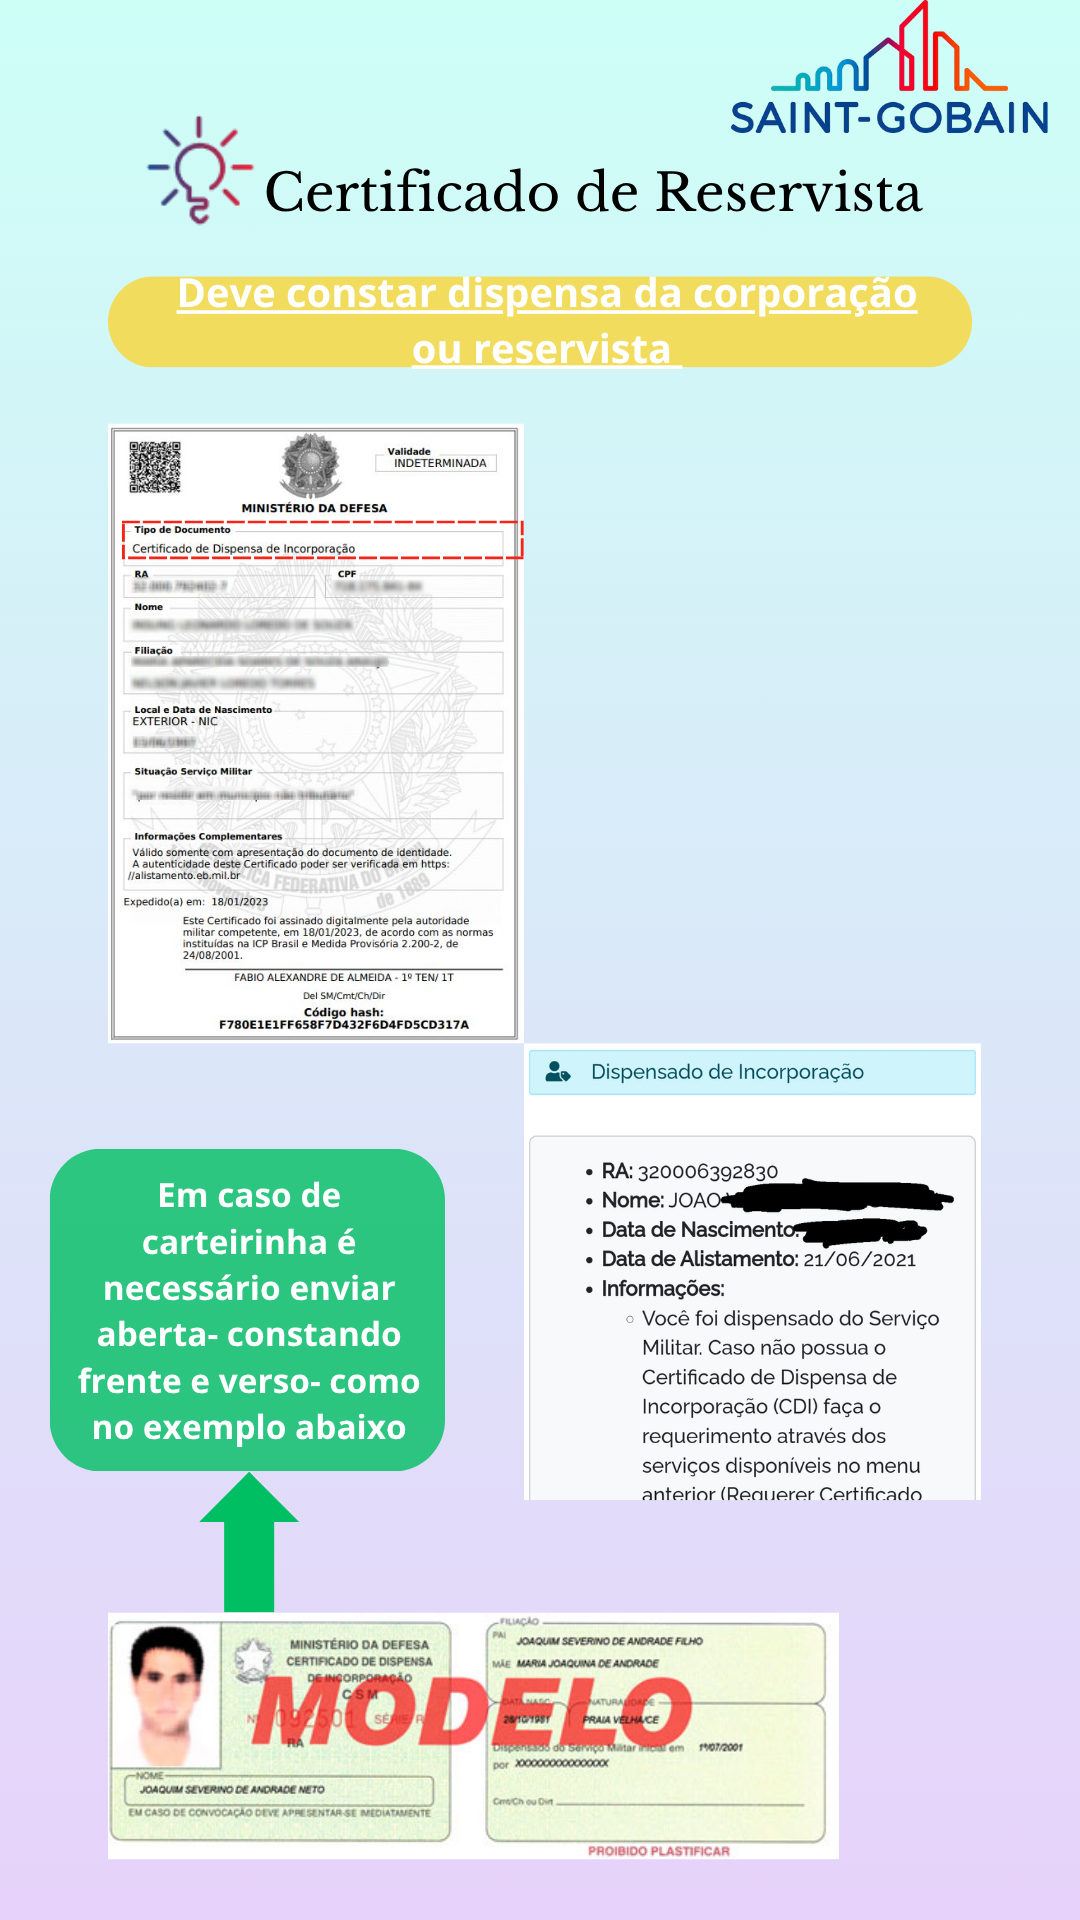 SAINT-GOBAIN
Certificado de Reservista
Deve constar dispensa da corporação
ou reservista
Validade
INDETERMINADA
MINISTÉRIO DA DEFESA
Tipo de Documento
Certificado de Dispensa de Incorporação
RA
CPF
Nome
Filiação
Local e Data de Nascimento
EXTERIOR - NIC
Situação Serviço Militar
"por residir em município não tributário"
Informações Complementares
Válido somente com apresentação do documento de identidade.
A autenticidade deste Certificado poder ser verificada em https:
//alistamento.eb.mil.br
Expedido(a) em: 18/01/2023
Este Certificado foi assinado digitalmente pela autoridade
militar competente, em 18/01/2023, de acordo com as normas
instituídas na ICP Brasil e Medida Provisória 2.200-2, de
24/08/2001.
FABIO ALEXANDRE DE ALMEIDA - 1º TEN/ 1T
Del SM/Cmt/Ch/Dir
Código hash:
F780E1E1FF658F7D432F6D4FD5CD317A
Dispensado de Incorporação
RA: 320006392830
Nome: JOAO
Data de Nascimento:
Data de Alistamento: 21/06/2021
Informações:
Você foi dispensado do Serviço
Militar. Caso não possua o
Certificado de Dispensa de
Incorporação (CDI) faça o
requerimento através dos
serviços disponíveis no menu
anterior (Requerer Certificado
Em caso de
carteirinha é
necessário enviar
aberta- constando
frente e verso- como
no exemplo abaixo
MINISTÉRIO DA DEFESA
CERTIFICADO DE DISPENSA
DE INCORPORAÇÃO
C S M
Nº 092501 SÉRIE R
RA
NOME
JOAQUIM SEVERINO DE ANDRADE NETO
EM CASO DE CONVOCAÇÃO DEVE APRESENTAR-SE IMEDIATAMENTE
MODELO
FILIAÇÃO
PAI JOAQUIM SEVERINO DE ANDRADE FILHO
MÃE MARIA JOAQUINA DE ANDRADE
DATA NASC. NATURALIDADE
28/10/1981 PRAIA VELHA/CE
Dispensado do Serviço Militar inicial em 1º/07/2001
por XXXXXXXXXXXXXXX
Cmt/Ch ou Dirt
PROIBIDO PLASTIFICAR